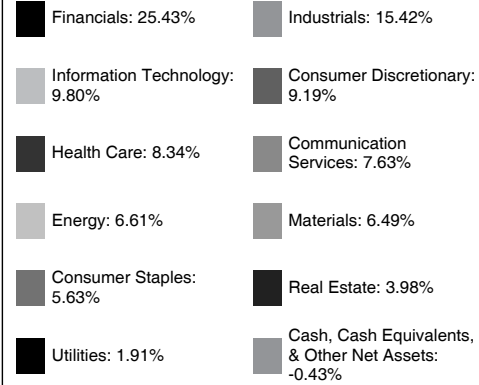 Financials: 25.43%
Industrials: 15.42%
Information Technology:
9.80%
Consumer Discretionary:
9.19%
Health Care: 8.34%
Communication
Services: 7.63%
Energy: 6.61%
Materials: 6.49%
Consumer Staples:
5.63%
Real Estate: 3.98%
Utilities: 1.91%
Cash, Cash Equivalents,
& Other Net Assets:
-0.43%